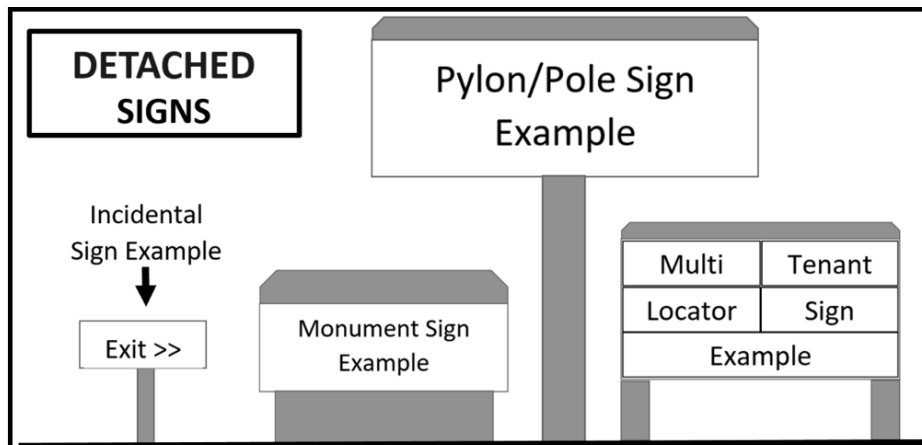 DETACHED
SIGNS
Pylon/Pole Sign
Example
Incidental
Sign Example
Exit >>
Monument Sign
Example
Multi Tenant
Locator Sign
Example